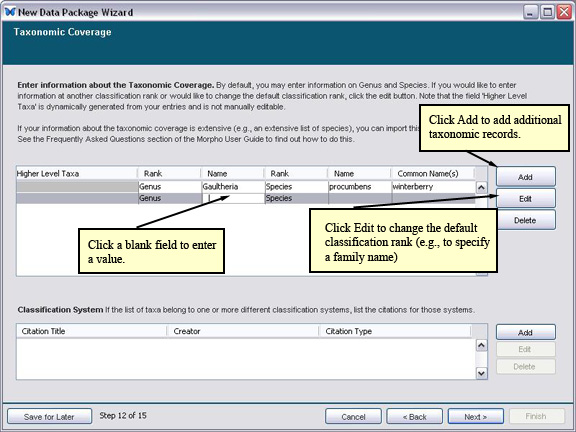 New Data Package Wizard
Taxonomic Coverage
Enter information about the Taxonomic Coverage. By default, you may enter information on Genus and Species. If you would like to enter
information at another classification rank or would like to change the default classification rank, click the edit button. Note that the field 'Higher Level
Taxa' is dynamically generated from your entries and is not manually editable.
If your information about the taxonomic coverage is extensive (e.g., an extensive list of species), you can import this
See the Frequently Asked Questions section of the Morpho User Guide to find out how to do this.
Click Add to add additional
taxonomic records.
Higher Level Taxa Rank Name Rank Name Common Name(s)
Genus Gaultheria Species procumbens winterberry
Genus Species
Add
Edit
Delete
Click a blank field to enter
a value.
Click Edit to change the default
classification rank (e.g., to specify
a family name)
Classification System If the list of taxa belong to one or more different classification systems, list the citations for those systems.
Citation Title Creator Citation Type
Add
Edit
Delete
Save for Later Step 12 of 15 Cancel < Back Next > Finish